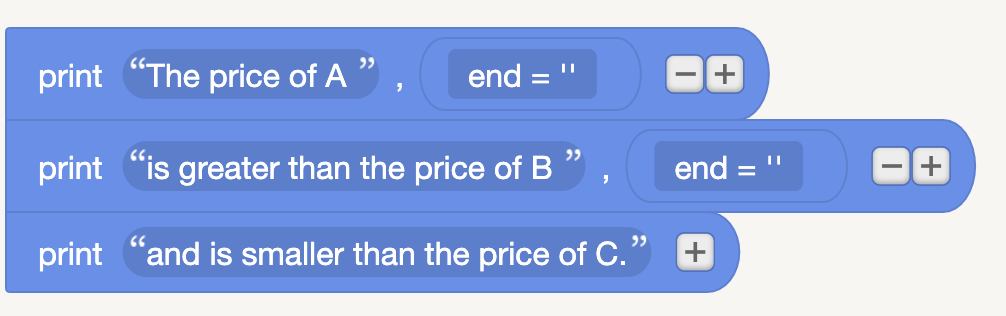 print “The price of A ” , end = ''
print “is greater than the price of B ” , end = ''
print “and is smaller than the price of C.”